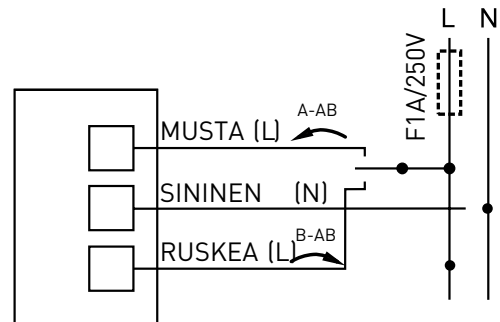 L N
F1A/250V
A-AB
MUSTA (L)
SININEN (N)
B-AB
RUSKEA (L)